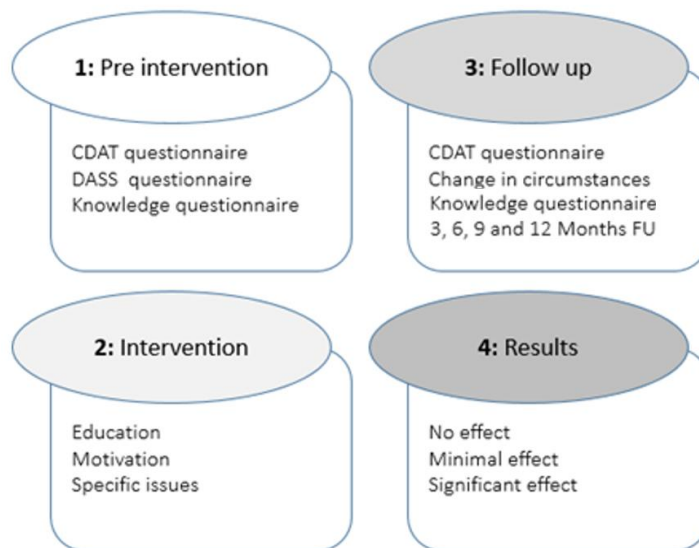 1: Pre intervention
CDAT questionnaire
DASS questionnaire
Knowledge questionnaire
2: Intervention
Education
Motivation
Specific issues
3: Follow up
CDAT questionnaire
Change in circumstances
Knowledge questionnaire
3, 6, 9 and 12 Months FU
4: Results
No effect
Minimal effect
Significant effect